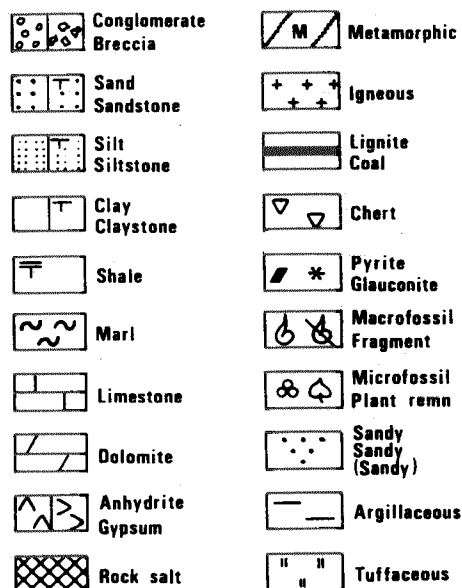 Conglomerate
Breccia
Sand
Sandstone
Silt
Siltstone
Clay
Claystone
Shale
Marl
Limestone
Dolomite
Anhydrite
Gypsum
Rock salt
M
Metamorphic
Igneous
Lignite
Coal
Chert
Pyrite
Glauconite
Macrofossil
Fragment
Microfossil
Plant remn
Sandy
Sandy
(Sandy)
Argillaceous
Tuffaceous